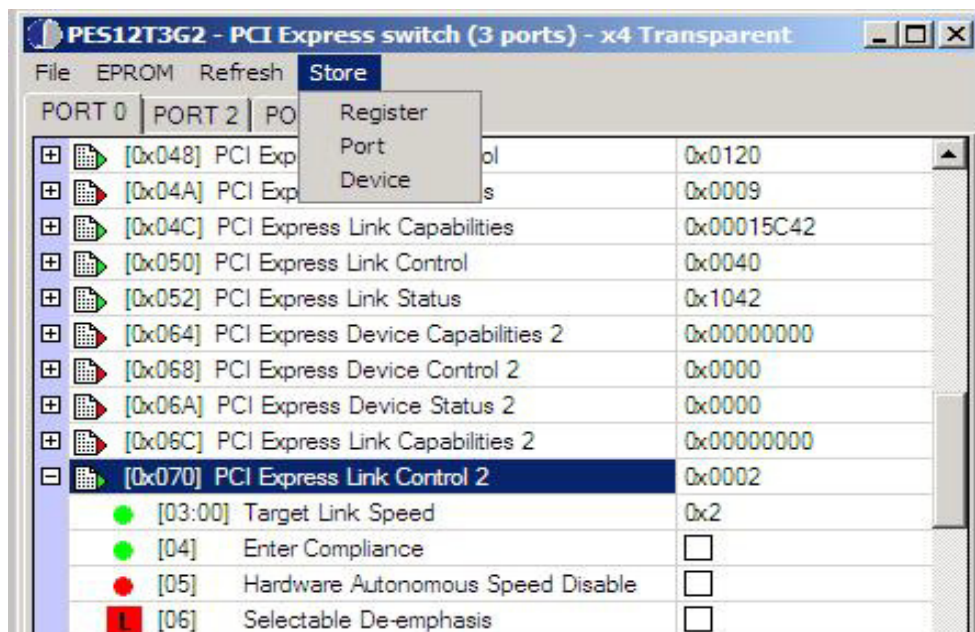 PES12T3G2 - PCI Express switch (3 ports) - x4 Transparent
File EPROM Refresh Store
PORT 0 PORT 2 PO
Register
Port
Device
[0x048] PCI Exp ol 0x0120
[0x04A] PCI Exp s 0x0009
[0x04C] PCI Express Link Capabilities 0x00015C42
[0x050] PCI Express Link Control 0x0040
[0x052] PCI Express Link Status 0x1042
[0x064] PCI Express Device Capabilities 2 0x00000000
[0x068] PCI Express Device Control 2 0x0000
[0x06A] PCI Express Device Status 2 0x0000
[0x06C] PCI Express Link Capabilities 2 0x00000000
[0x070] PCI Express Link Control 2 0x0002
[03:00] Target Link Speed 0x2
[04] Enter Compliance
[05] Hardware Autonomous Speed Disable
L [06] Selectable De-emphasis